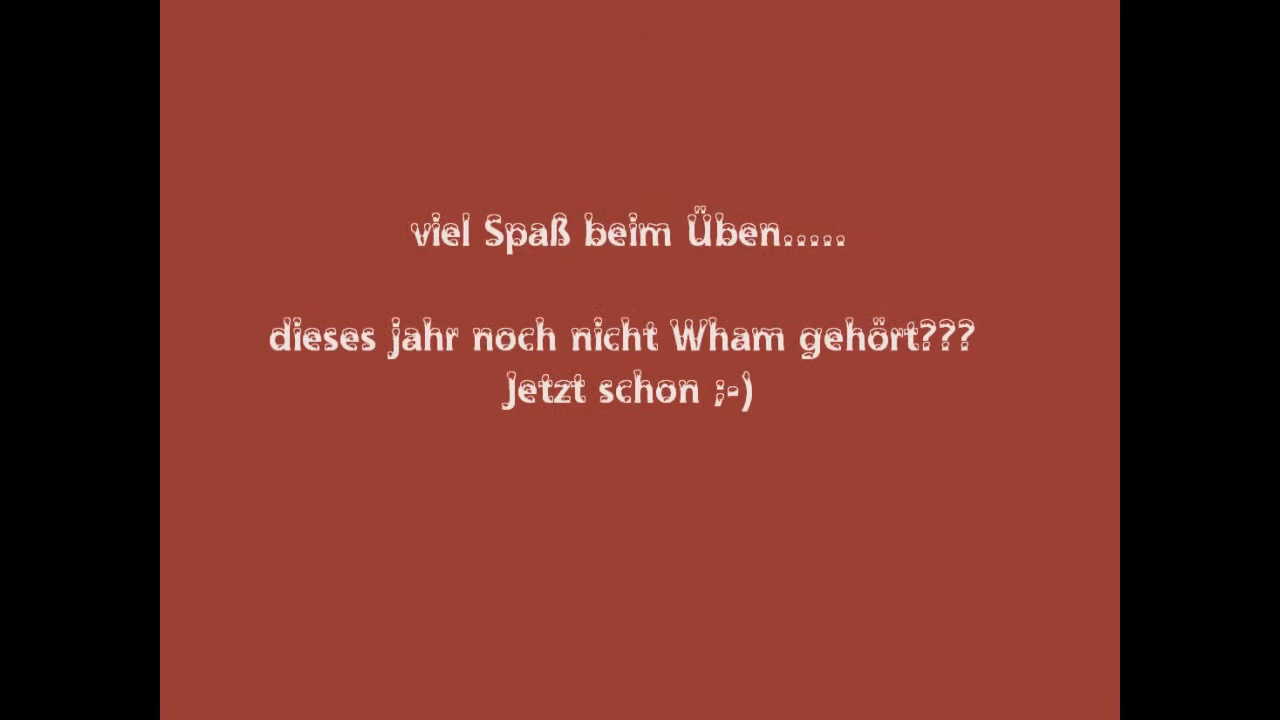 viel Spaß beim Üben.....
dieses jahr noch nicht Wham gehört???
Jetzt schon ;-)